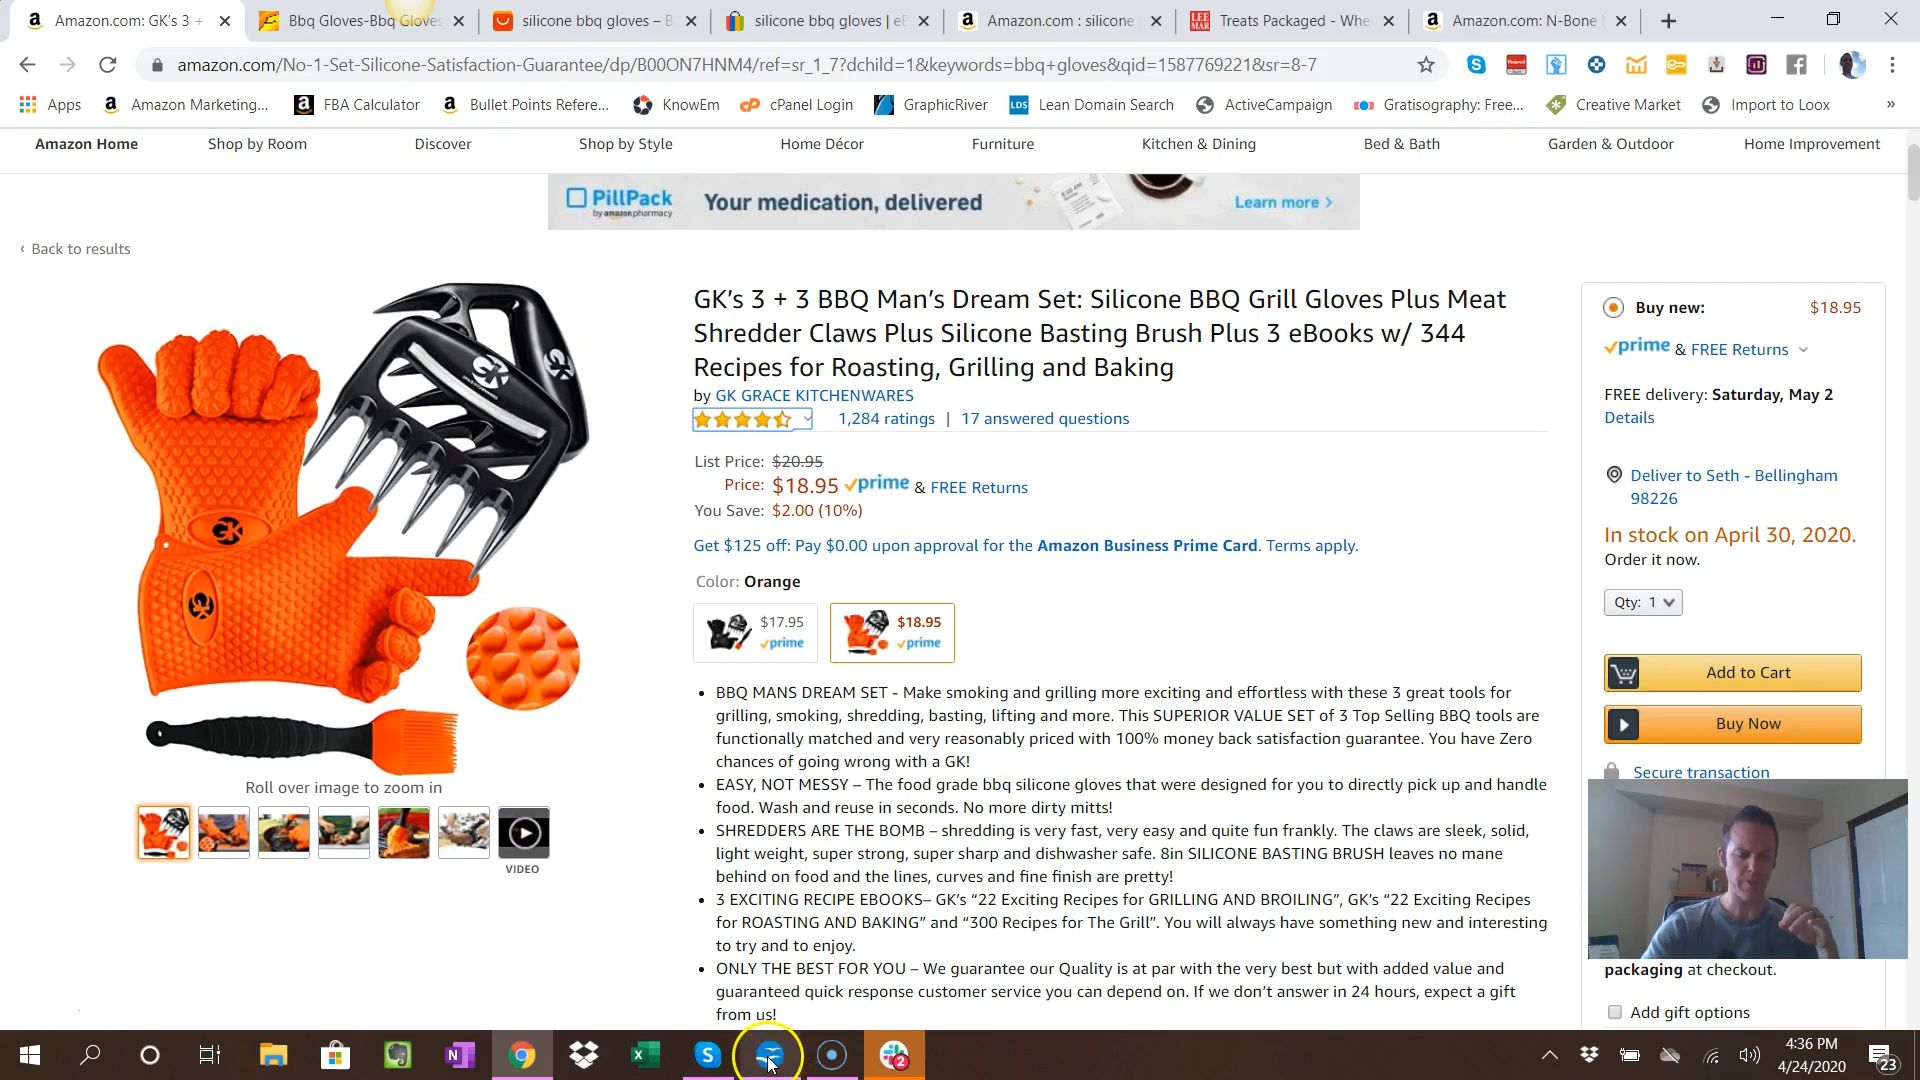 Amazon.com: GK's 3 +
Bbq Gloves-Bbq Gloves
silicone bbq gloves – B
silicone bbq gloves | eB
Amazon.com : silicone
Treats Packaged - Whe
Amazon.com: N-Bone
amazon.com/No-1-Set-Silicone-Satisfaction-Guarantee/dp/B00ON7HNM4/ref=sr_1_7?dchild=1&keywords=bbq+gloves&qid=1587769221&sr=8-7
Apps
Amazon Marketing...
FBA Calculator
Bullet Points Refere...
KnowEm
cPanel Login
GraphicRiver
LDS Lean Domain Search
ActiveCampaign
Gratisography: Free...
Creative Market
Import to Loox
»
Amazon Home
Shop by Room
Discover
Shop by Style
Home Décor
Furniture
Kitchen & Dining
Bed & Bath
Garden & Outdoor
Home Improvement
PillPack
by amazon pharmacy
Your medication, delivered
Learn more >
‹ Back to results
GK's 3 + 3 BBQ Man's Dream Set: Silicone BBQ Grill Gloves Plus Meat
Shredder Claws Plus Silicone Basting Brush Plus 3 eBooks w/ 344
Recipes for Roasting, Grilling and Baking
by GK GRACE KITCHENWARES
1,284 ratings | 17 answered questions
List Price: $20.95
Price: $18.95 prime & FREE Returns
You Save: $2.00 (10%)
Get $125 off: Pay $0.00 upon approval for the Amazon Business Prime Card. Terms apply.
Color: Orange
$17.95
prime
$18.95
prime
• BBQ MANS DREAM SET - Make smoking and grilling more exciting and effortless with these 3 great tools for
grilling, smoking, shredding, basting, lifting and more. This SUPERIOR VALUE SET of 3 Top Selling BBQ tools are
functionally matched and very reasonably priced with 100% money back satisfaction guarantee. You have Zero
chances of going wrong with a GK!
• EASY, NOT MESSY – The food grade bbq silicone gloves that were designed for you to directly pick up and handle
food. Wash and reuse in seconds. No more dirty mitts!
• SHREDDERS ARE THE BOMB – shredding is very fast, very easy and quite fun frankly. The claws are sleek, solid,
light weight, super strong, super sharp and dishwasher safe. 8in SILICONE BASTING BRUSH leaves no mane
behind on food and the lines, curves and fine finish are pretty!
• 3 EXCITING RECIPE EBOOKS– GK's “22 Exciting Recipes for GRILLING AND BROILING”, GK's “22 Exciting Recipes
for ROASTING AND BAKING” and “300 Recipes for The Grill”. You will always have something new and interesting
to try and to enjoy.
• ONLY THE BEST FOR YOU – We guarantee our Quality is at par with the very best but with added value and
guaranteed quick response customer service you can depend on. If we don't answer in 24 hours, expect a gift
from us!
GK
GK
GK
Roll over image to zoom in
VIDEO
Buy new: $18.95
prime & FREE Returns
FREE delivery: Saturday, May 2
Details
Deliver to Seth - Bellingham
98226
In stock on April 30, 2020.
Order it now.
Qty: 1
Add to Cart
Buy Now
Secure transaction
packaging at checkout.
Add gift options
2
4:36 PM
4/24/2020
23